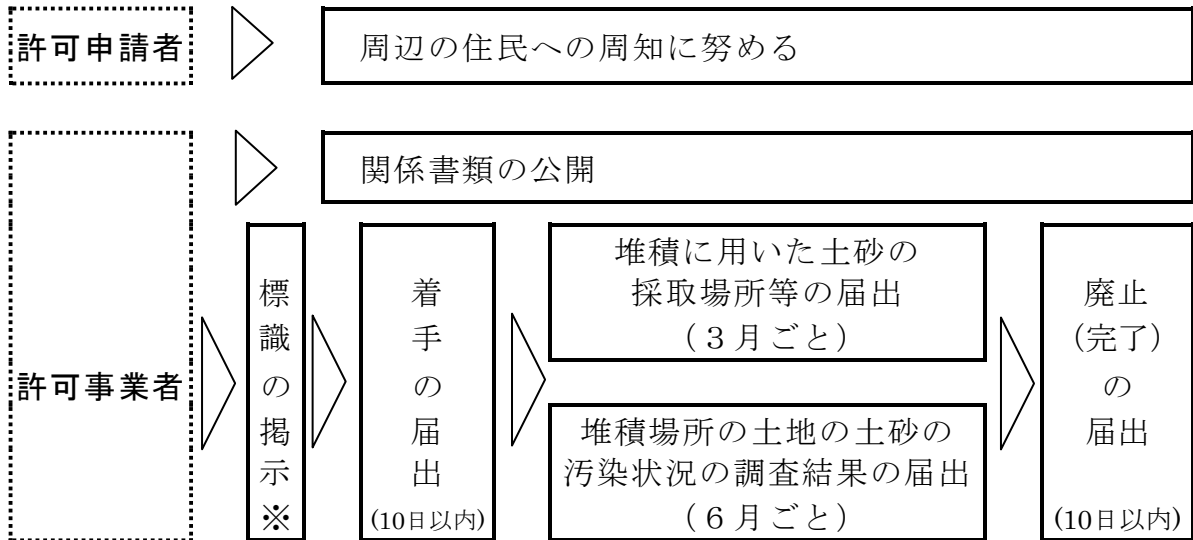 許可申請者
周辺の住民への周知に努める
関係書類の公開
許可事業者
標識の掲示※
着手の届出
(10日以内)
堆積に用いた土砂の
採取場所等の届出
（３月ごと）
堆積場所の土地の土砂の
汚染状況の調査結果の届出
（６月ごと）
廃止
(完了)
の
届出
(10日以内)